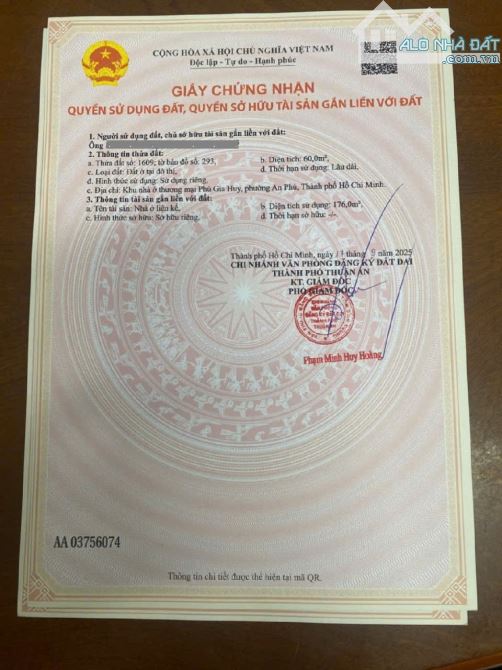 ALO NHÀ ĐẤT
CỘNG HÒA XÃ HỘI CHỦ NGHĨA VIỆT NAM
Độc lập - Tự do - Hạnh phúc
GIẤY CHỨNG NHẬN
QUYỀN SỬ DỤNG ĐẤT, QUYỀN SỞ HỮU TÀI SẢN GẮN LIỀN VỚI ĐẤT
1. Người sử dụng đất, chủ sở hữu tài sản gắn liền với đất:
Ông
2. Thông tin thửa đất:
a. Thửa đất số: 1609; tờ bản đồ số: 293, b. Diện tích: 60,0m²,
c. Loại đất: Đất ở tại đô thị, d. Thời hạn sử dụng: Lâu dài,
đ. Hình thức sử dụng: Sử dụng riêng,
e. Địa chỉ: Khu nhà ở thương mại Phú Gia Huy, phường An Phú, Thành phố Hồ Chí Minh.
3. Thông tin tài sản gắn liền với đất:
a. Tên tài sản: Nhà ở liên kế, b. Diện tích sử dụng: 176,0m²,
c. Hình thức sở hữu: Sở hữu riêng, d. Thời hạn sở hữu: -/-
Thành phố Hồ Chí Minh, ngày tháng 9 năm 2025
CHI NHÁNH VĂN PHÒNG ĐĂNG KÝ ĐẤT ĐAI
THÀNH PHỐ THUẬN AN
KT. GIÁM ĐỐC
PHÓ GIÁM ĐỐC
Phạm Minh Huy Hoàng
AA 03756074
Thông tin chi tiết được thể hiện tại mã QR.